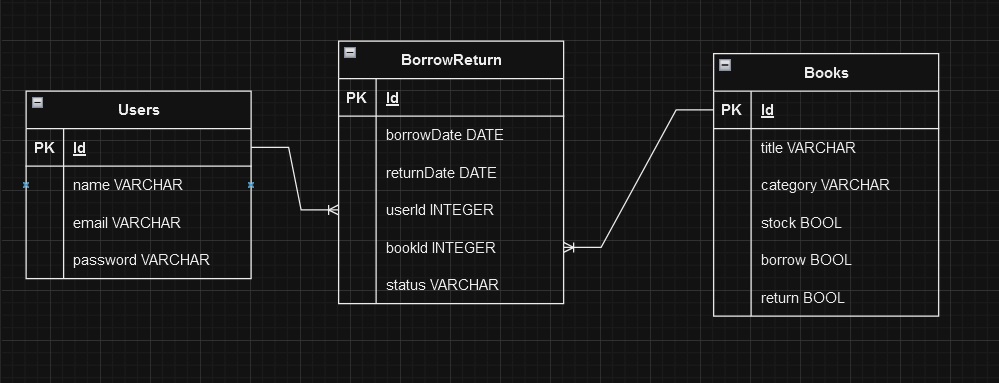 Users
PK Id
name VARCHAR
email VARCHAR
password VARCHAR
BorrowReturn
PK Id
borrowDate DATE
returnDate DATE
userId INTEGER
bookId INTEGER
status VARCHAR
Books
PK Id
title VARCHAR
category VARCHAR
stock BOOL
borrow BOOL
return BOOL